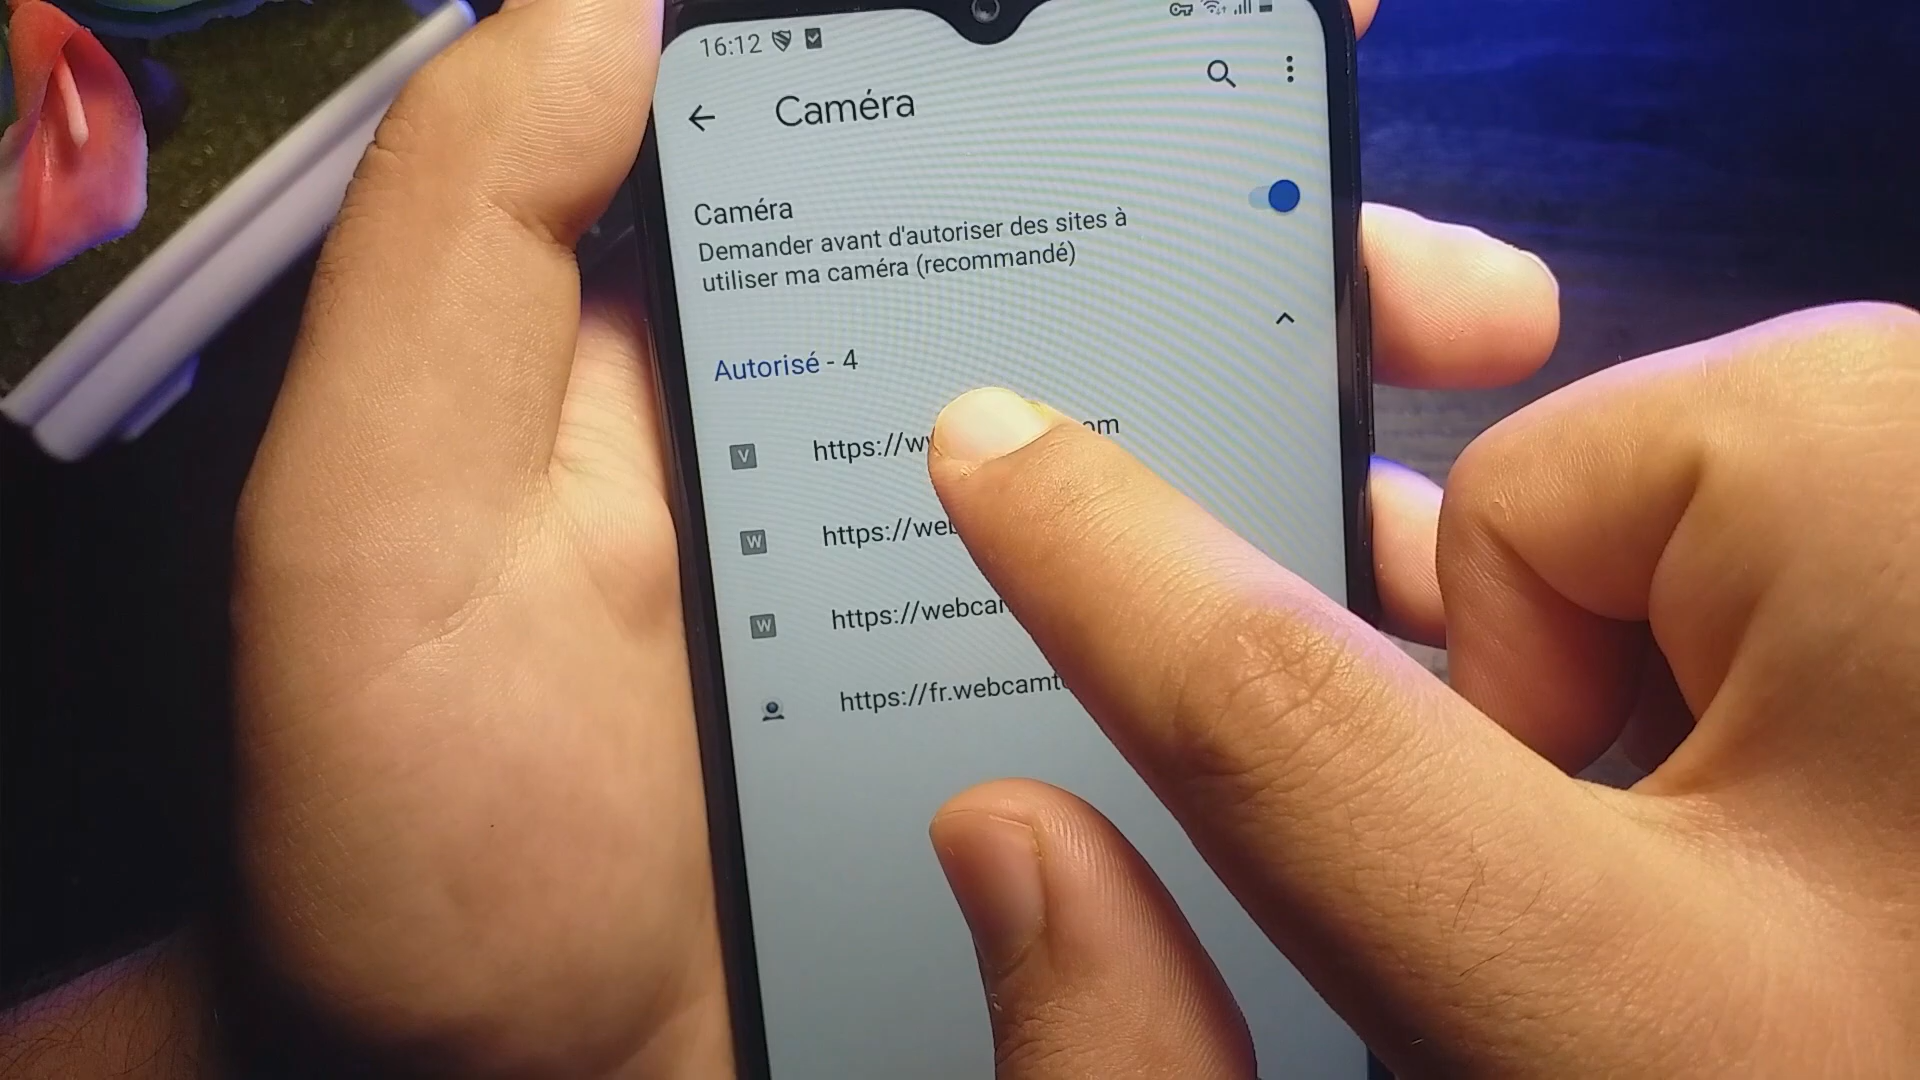 16:12
Caméra
Caméra
Demander avant d'autoriser des sites à
utiliser ma caméra (recommandé)
Autorisé - 4
V https://w
W https://we
W https://webca
https://fr.webcamt